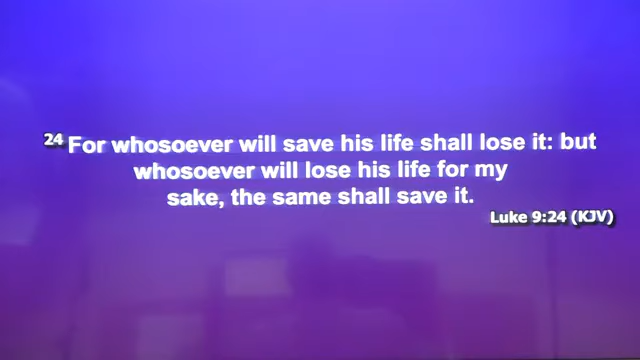 24 For whosoever will save his life shall lose it: but
whosoever will lose his life for my
sake, the same shall save it.
Luke 9:24 (KJV)